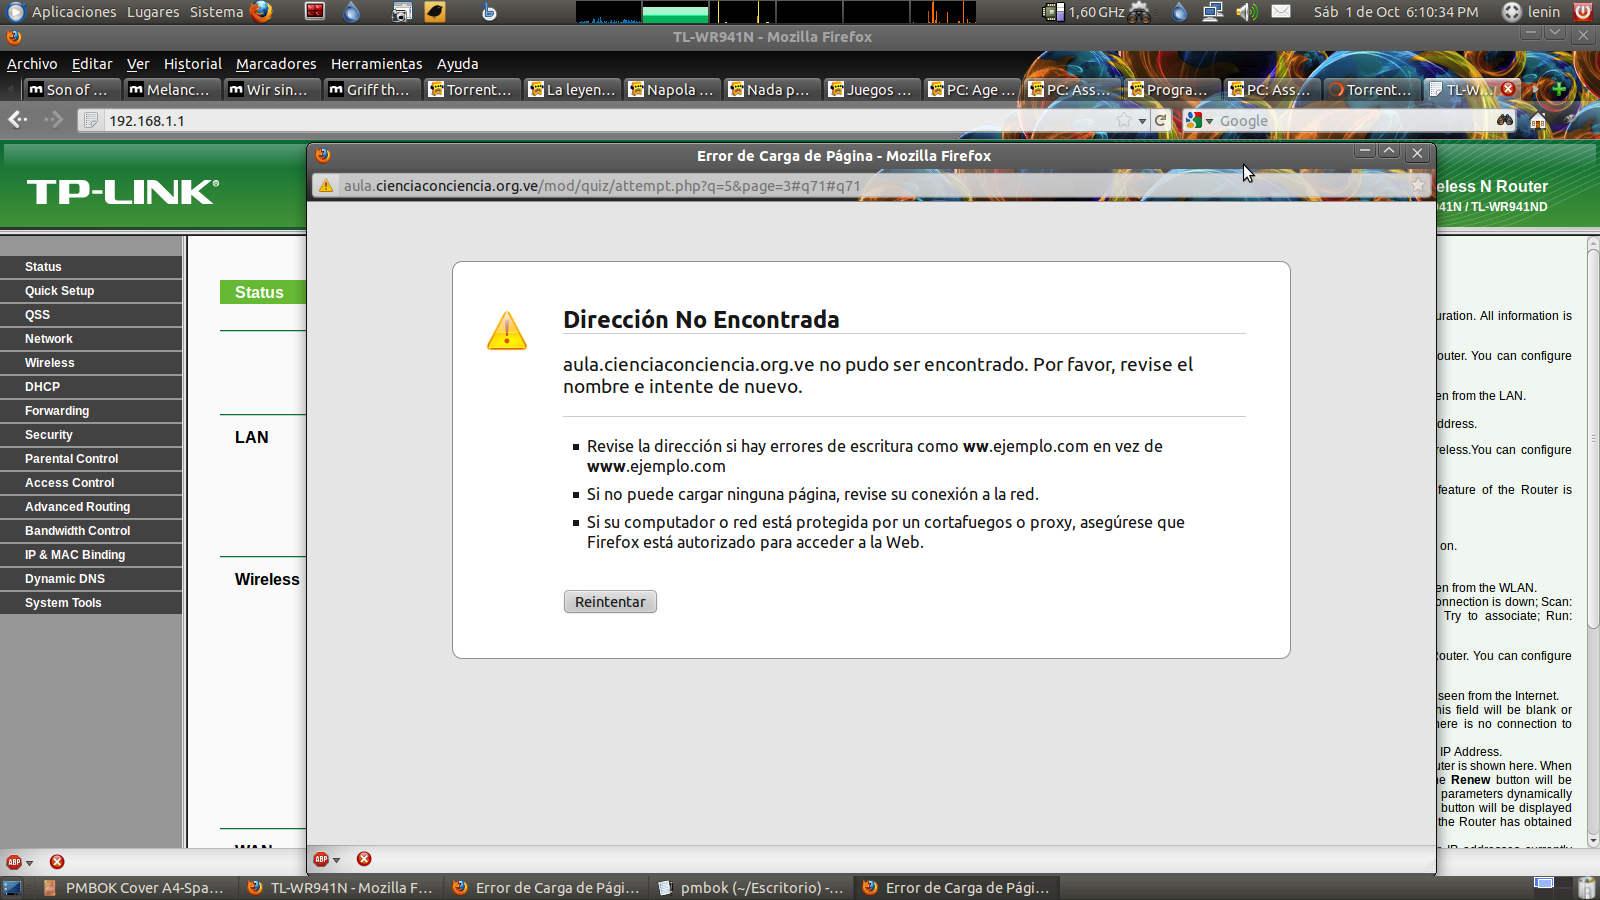 Aplicaciones Lugares Sistema 1,60 GHz Sáb 1 de Oct 6:10:34 PM lenin
TL-WR941N - Mozilla Firefox
Archivo Editar Ver Historial Marcadores Herramientas Ayuda
Son of ... Melanc... Wir sin... Griff th... Torrent... La leyen... Napola ... Nada p... Juegos ... PC: Age ... PC: Ass... Progra... PC: Ass... Torrent... TL-W...
192.168.1.1 Google
Error de Carga de Página - Mozilla Firefox
aula.cienciaconciencia.org.ve/mod/quiz/attempt.php?q=5&page=3#q71#q71
TP-LINK®
eless N Router
941N / TL-WR941ND
Status
Quick Setup
QSS
Network
Wireless
DHCP
Forwarding
Security
Parental Control
Access Control
Advanced Routing
Bandwidth Control
IP & MAC Binding
Dynamic DNS
System Tools
Status
LAN
Wireless
WAN
Dirección No Encontrada
aula.cienciaconciencia.org.ve no pudo ser encontrado. Por favor, revise el
nombre e intente de nuevo.
Revise la dirección si hay errores de escritura como ww.ejemplo.com en vez de
www.ejemplo.com
Si no puede cargar ninguna página, revise su conexión a la red.
Si su computador o red está protegida por un cortafuegos o proxy, asegúrese que
Firefox está autorizado para acceder a la Web.
Reintentar
uration. All information is
outer. You can configure
en from the LAN.
ddress.
reless.You can configure
feature of the Router is
on.
en from the WLAN.
onnection is down; Scan:
Try to associate; Run:
Router. You can configure
seen from the Internet.
his field will be blank or
here is no connection to
IP Address.
uter is shown here. When
he Renew button will be
parameters dynamically
button will be displayed
the Router has obtained
ABP
ABP
PMBOK Cover A4-Spa... TL-WR941N - Mozilla F... Error de Carga de Pági... pmbok (~/Escritorio) -... Error de Carga de Pági...